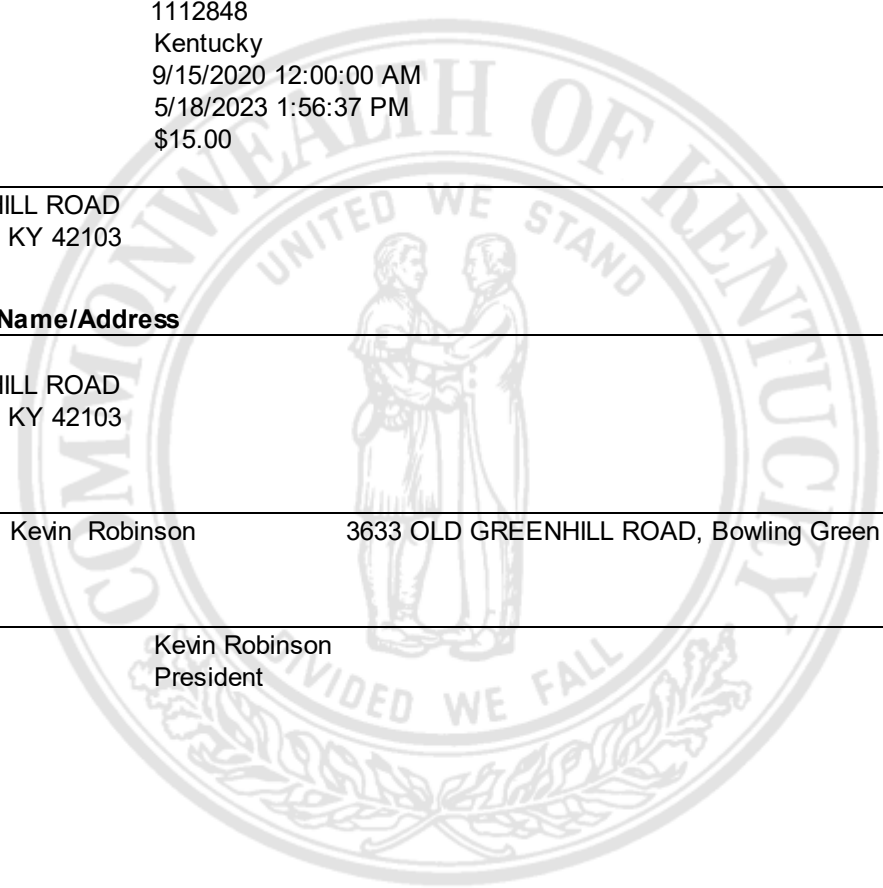 1112848
Kentucky
9/15/2020 12:00:00 AM
5/18/2023 1:56:37 PM
$15.00
HILL ROAD
KY 42103
Name/Address
HILL ROAD
KY 42103
Kevin Robinson 3633 OLD GREENHILL ROAD, Bowling Green
Kevin Robinson
President
COMMONWEALTH OF KENTUCKY
UNITED WE STAND
DIVIDED WE FALL